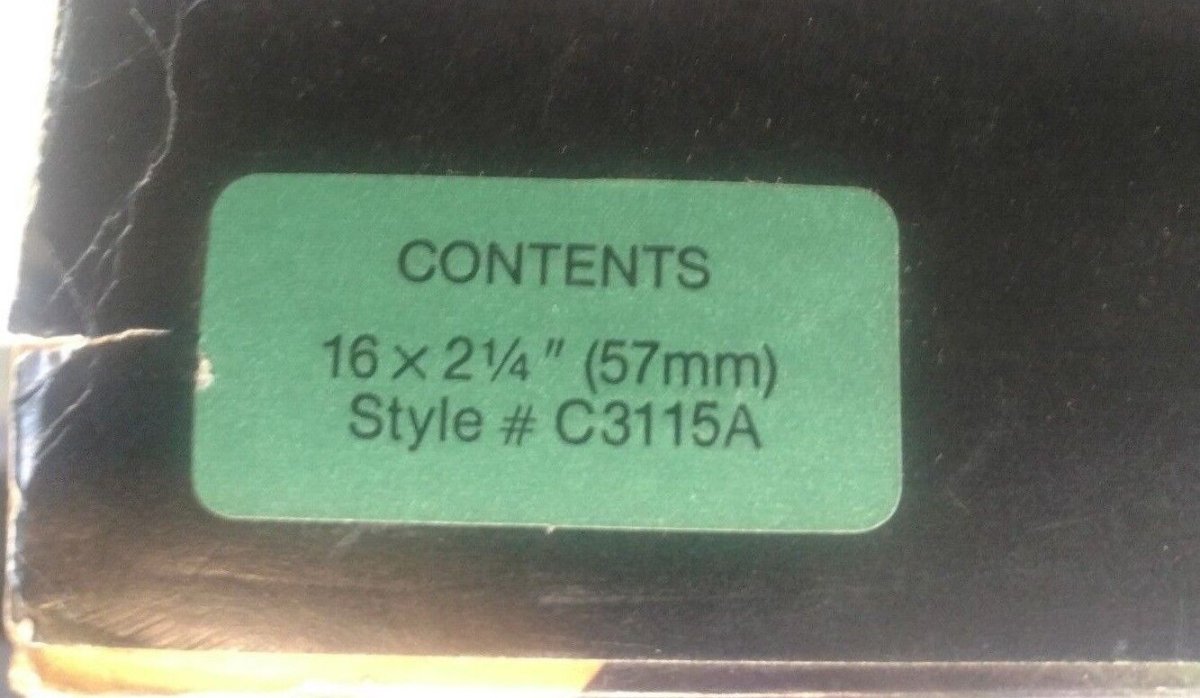 CONTENTS
16 × 2¼" (57mm)
Style # C3115A